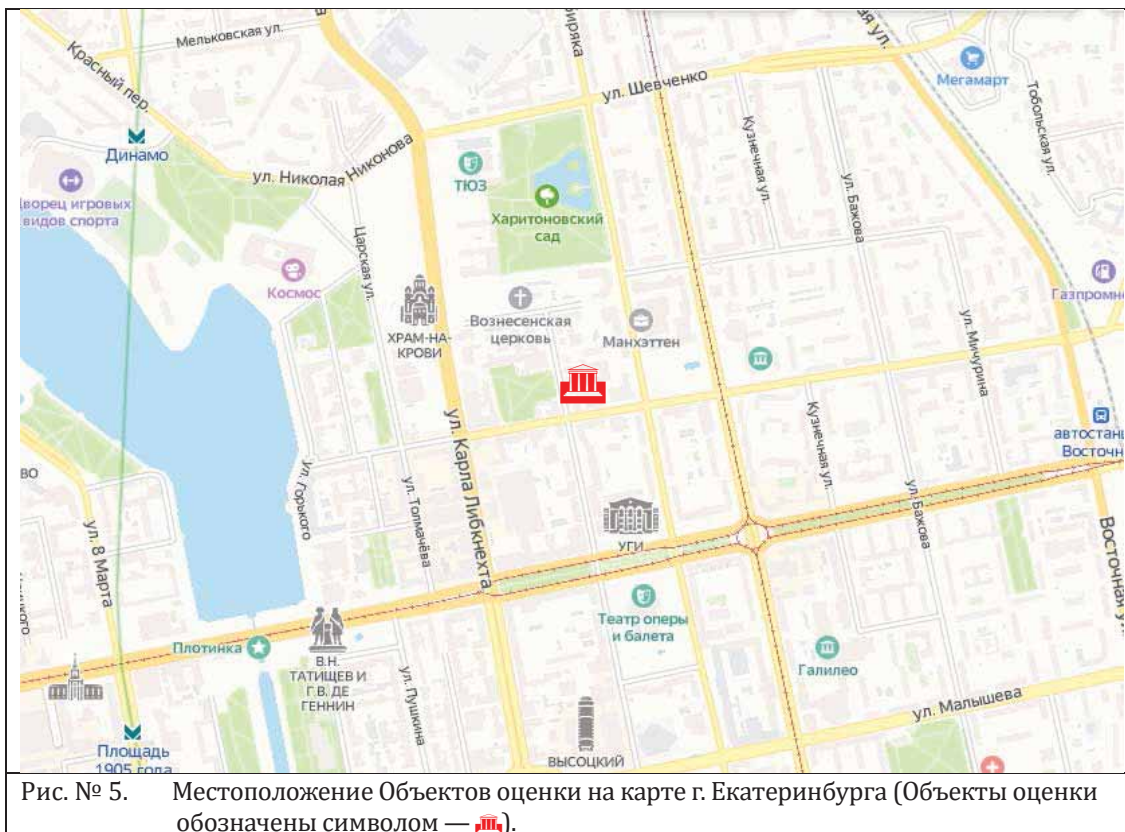 Мельковская ул.
Красный пер.
Динамо
ул. Шевченко
Мегамарт
Тобольская ул.
ул. Николая Никонова
ТЮЗ
Кузнечная ул.
ул. Бажова
видов спорта
Харитоновский
сад
Царская ул.
Космос
ХРАМ-НА-
КРОВИ
Вознесенская
церковь
Манхэттен
ул. Мичурина
ул. Карла Либкнехта
Кузнечная ул.
Восточн
ул. Горького
ул. Толмачёва
ул. 8 Марта
УГИ
ул. Бажова
Восточная ул.
Театр оперы
и балета
Плотинка
В.Н.
ТАТИЩЕВ И
Г.В. ДЕ
ГЕННИН
ул. Пушкина
Галилео
ул. Малышева
ВЫСОЦКИЙ
Площадь
1905 года
Рис. № 5. Местоположение Объектов оценки на карте г. Екатеринбурга (Объекты оценки
обозначены символом — ).